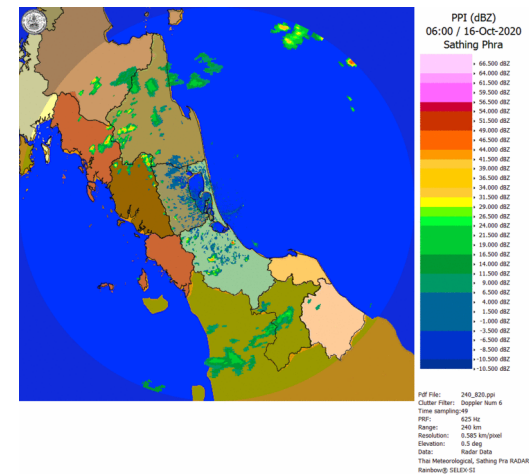 PPI (dBZ)
06:00 / 16-Oct-2020
Sathing Phra
66.500 dBZ
64.000 dBZ
61.500 dBZ
59.500 dBZ
56.500 dBZ
54.000 dBZ
51.500 dBZ
49.000 dBZ
46.500 dBZ
44.000 dBZ
41.500 dBZ
39.000 dBZ
36.500 dBZ
34.000 dBZ
31.500 dBZ
29.000 dBZ
26.500 dBZ
24.000 dBZ
21.500 dBZ
19.000 dBZ
16.500 dBZ
14.000 dBZ
11.500 dBZ
9.000 dBZ
6.500 dBZ
4.000 dBZ
1.500 dBZ
-1.000 dBZ
-3.500 dBZ
-6.500 dBZ
-8.500 dBZ
-10.500 dBZ
-10.500 dBZ
Pdf File: 240_820.ppi
Clutter Filter: Doppler Num 6
Time sampling:49
PRF: 625 Hz
Range: 240 km
Resolution: 0.585 km/pixel
Elevation: 0.5 deg
Data: Radar Data
Thai Meteorological, Sathing Pra RADAR
Rainbow® SELEX-SI